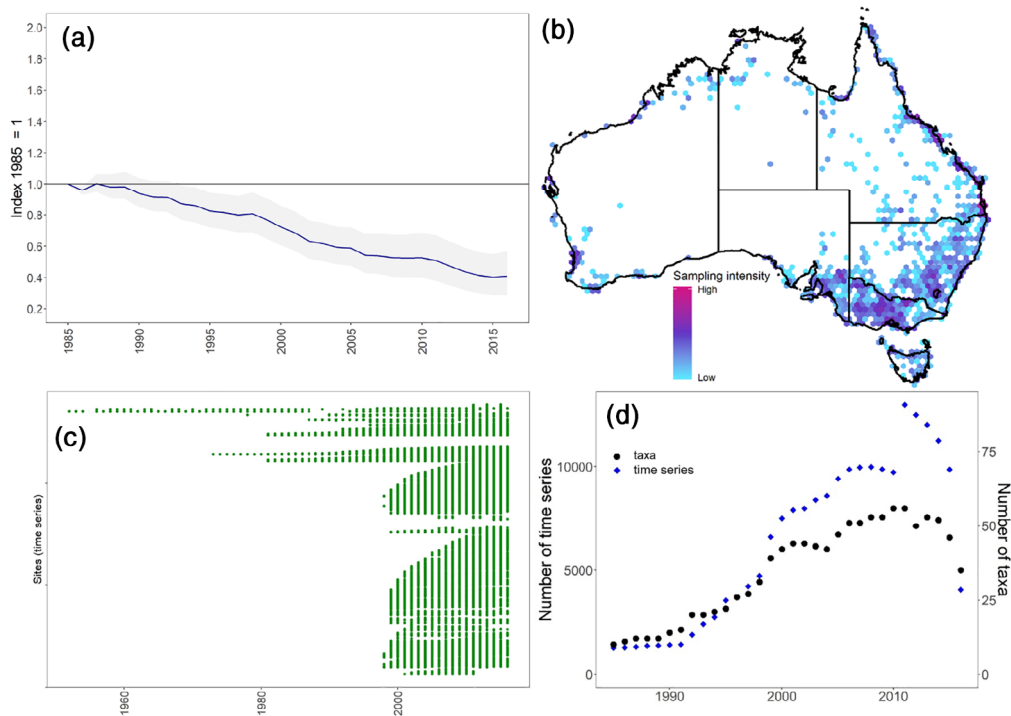 (a)
Index 1985 = 1
2.0
1.8
1.6
1.4
1.2
1.0
0.8
0.6
0.4
0.2
1985
1990
1995
2000
2005
2010
2015
(b)
Sampling intensity
High
Low
(c)
Sites (time series)
1960
1980
2000
(d)
taxa
time series
Number of time series
10000
5000
0
Number of taxa
75
50
25
0
1990
2000
2010